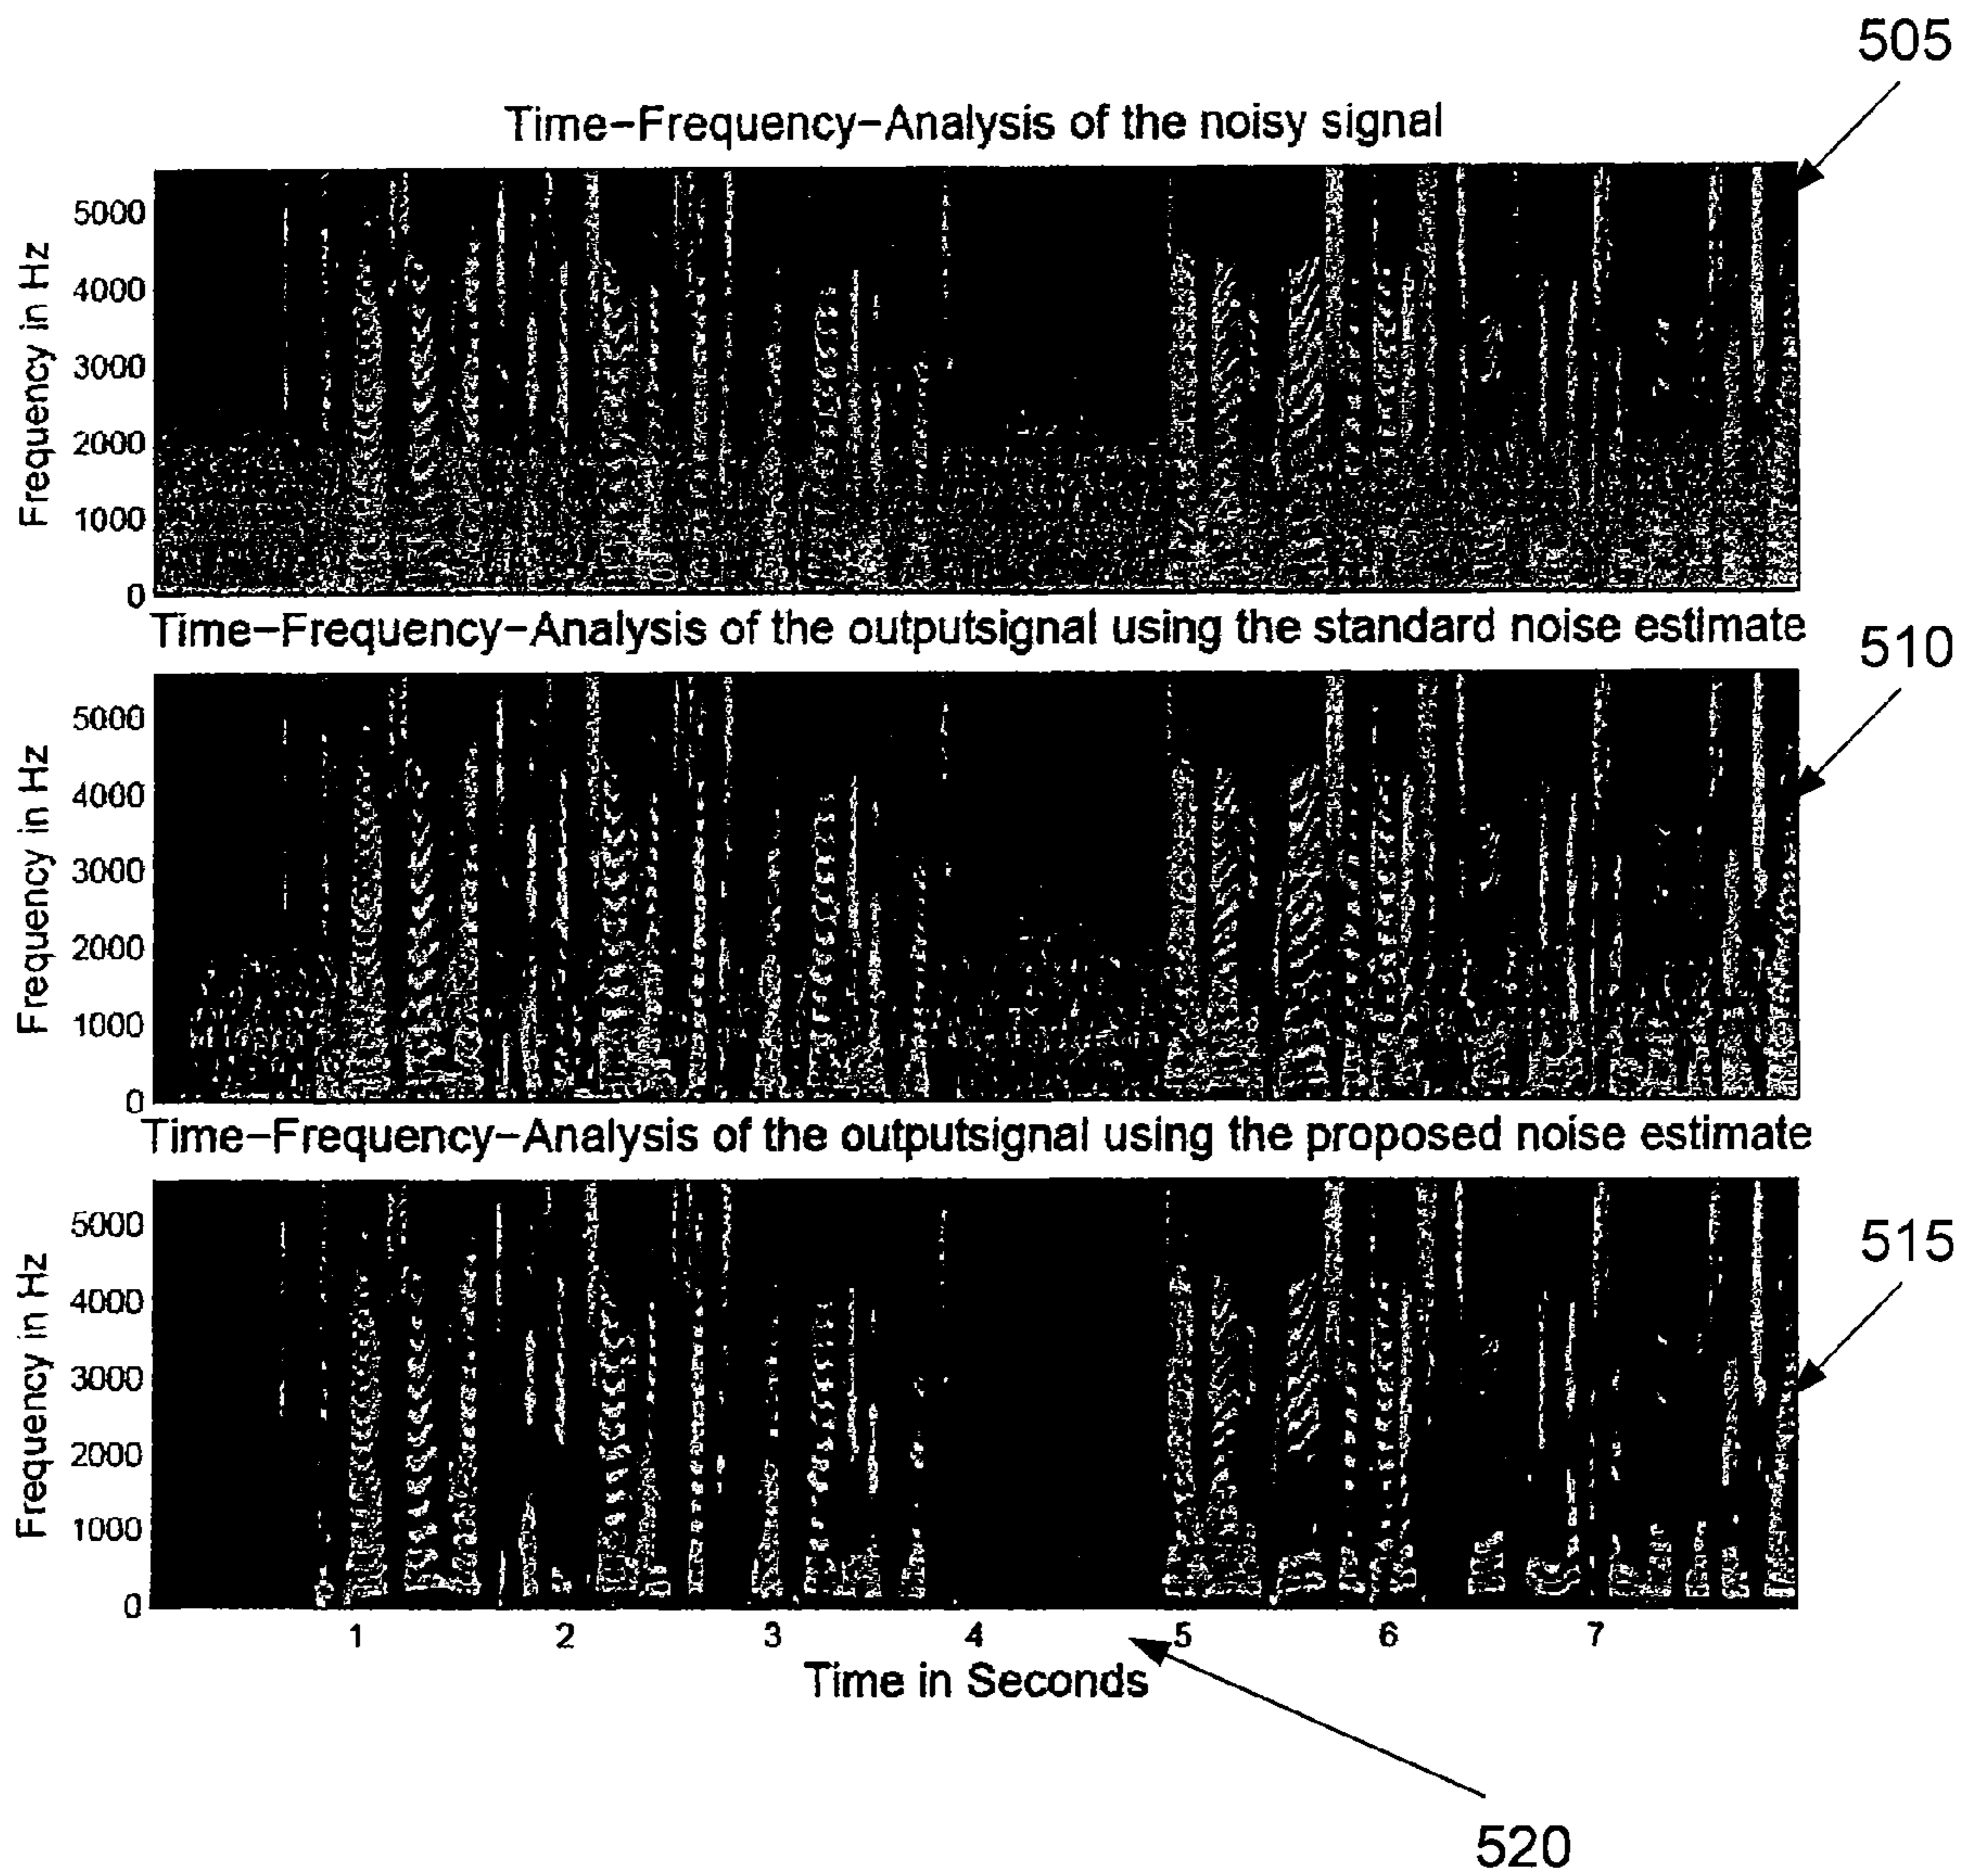 505
Time-Frequency-Analysis of the noisy signal
Frequency in Hz
5000
4000
3000
2000
1000
0
Time-Frequency-Analysis of the outputsignal using the standard noise estimate
510
Frequency in Hz
5000
4000
3000
2000
1000
0
Time-Frequency-Analysis of the outputsignal using the proposed noise estimate
515
Frequency in Hz
5000
4000
3000
2000
1000
0
1 2 3 4 5 6 7
Time in Seconds
520